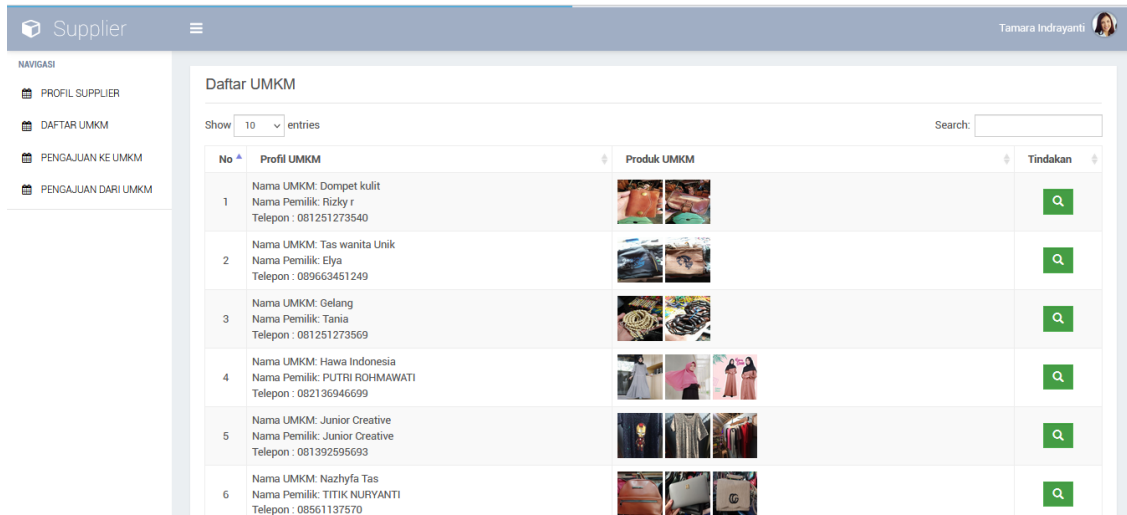 Supplier
Tamara Indrayanti
NAVIGASI
PROFIL SUPPLIER
DAFTAR UMKM
PENGAJUAN KE UMKM
PENGAJUAN DARI UMKM
Daftar UMKM
Show 10 entries
Search:
No Profil UMKM Produk UMKM Tindakan
1
Nama UMKM: Dompet kulit
Nama Pemilik: Rizky r
Telepon : 081251273540
2
Nama UMKM: Tas wanita Unik
Nama Pemilik: Elya
Telepon : 089663451249
3
Nama UMKM: Gelang
Nama Pemilik: Tania
Telepon : 081251273569
4
Nama UMKM: Hawa Indonesia
Nama Pemilik: PUTRI ROHMAWATI
Telepon : 082136946699
5
Nama UMKM: Junior Creative
Nama Pemilik: Junior Creative
Telepon : 081392595693
6
Nama UMKM: Nazhyfa Tas
Nama Pemilik: TITIK NURYANTI
Telepon : 08561137570